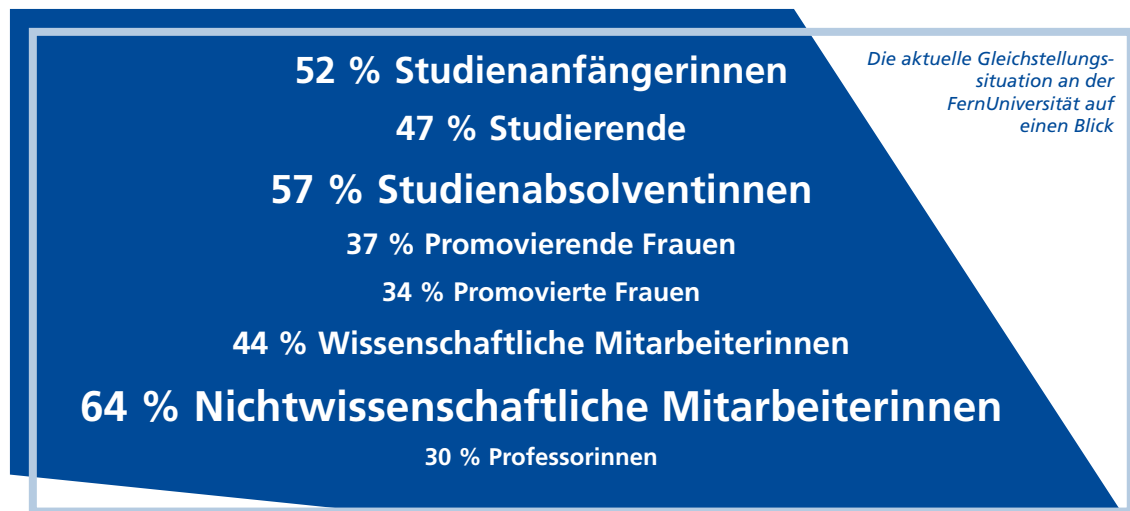 52 % Studienanfängerinnen
Die aktuelle Gleichstellungs-
situation an der
FernUniversität auf
einen Blick
47 % Studierende
57 % Studienabsolventinnen
37 % Promovierende Frauen
34 % Promovierte Frauen
44 % Wissenschaftliche Mitarbeiterinnen
64 % Nichtwissenschaftliche Mitarbeiterinnen
30 % Professorinnen